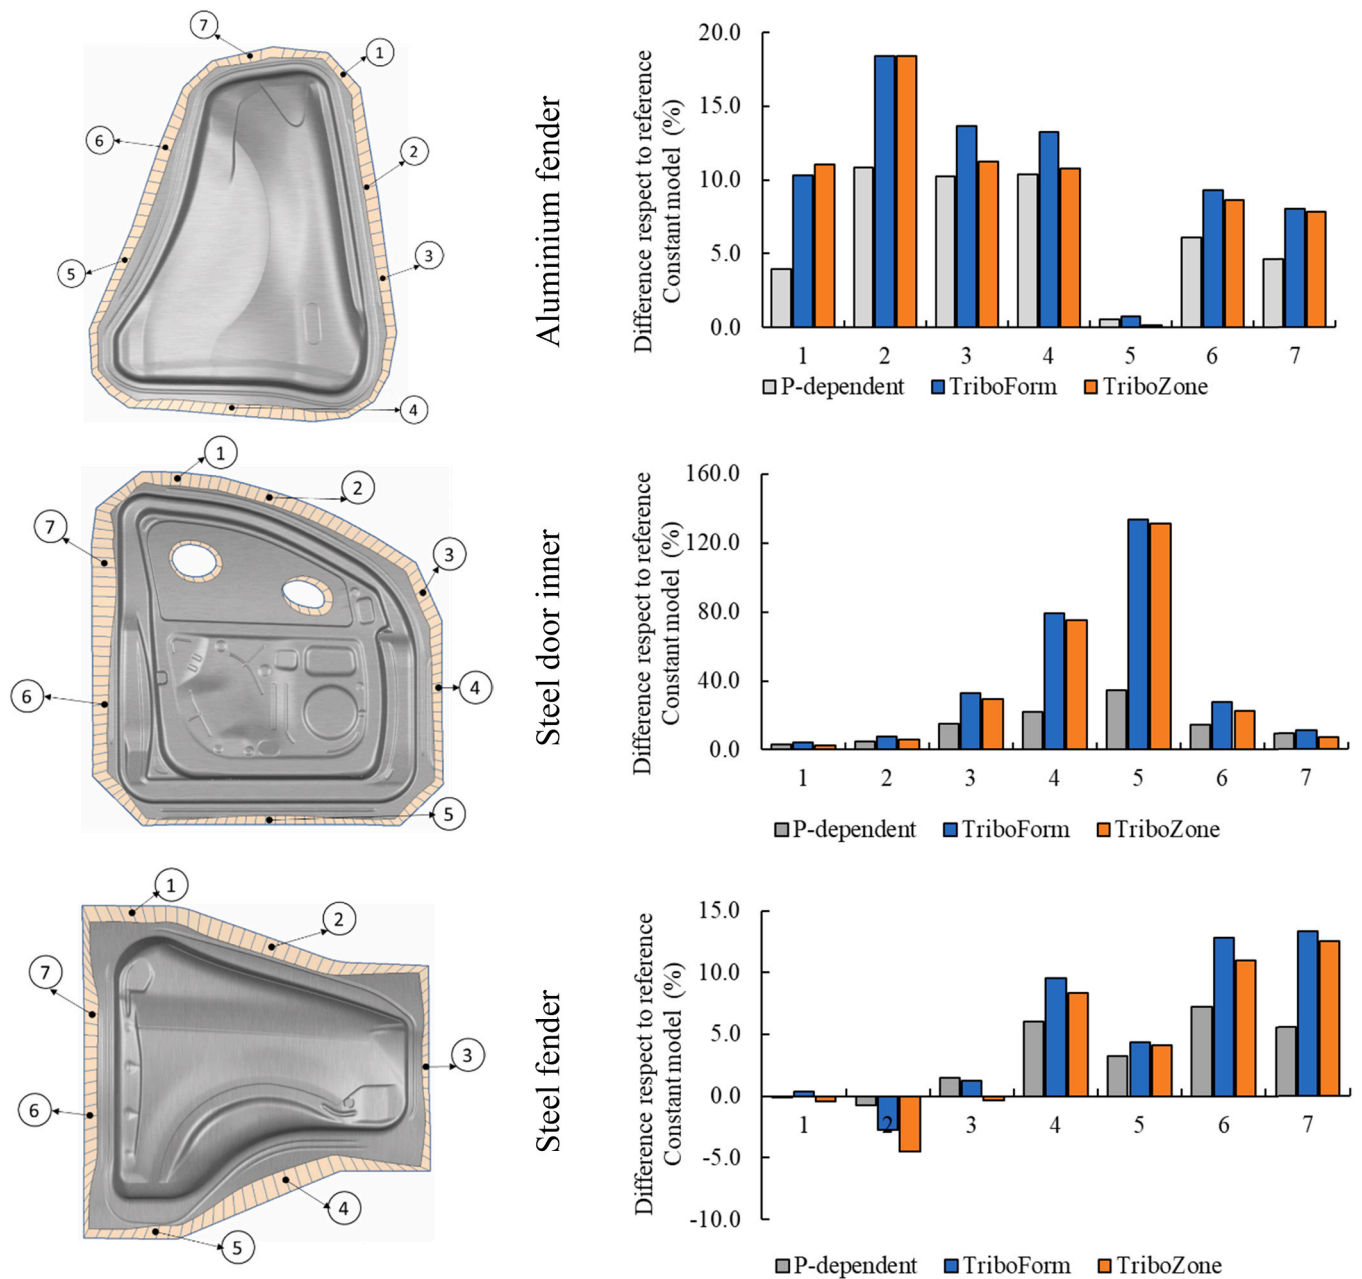 7
1
6
2
3
5
4
Aluminium fender
Difference respect to reference
Constant model (%)
20.0
15.0
10.0
5.0
0.0
1 2 3 4 5 6 7
P-dependent TriboForm TriboZone
1
2
7
3
6
4
5
Steel door inner
Difference respect to reference
Constant model (%)
160.0
120.0
80.0
40.0
0.0
1 2 3 4 5 6 7
P-dependent TriboForm TriboZone
1
2
7
3
6
4
5
Steel fender
Difference respect to reference
Constant model (%)
15.0
10.0
5.0
0.0
-5.0
-10.0
1 2 3 4 5 6 7
P-dependent TriboForm TriboZone